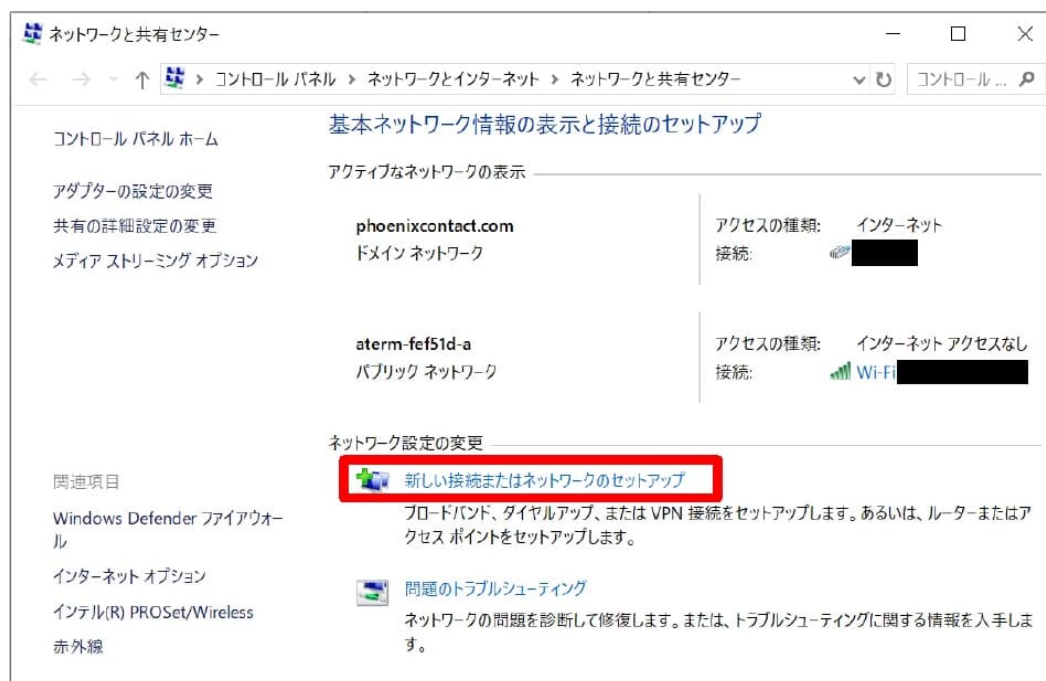 ネットワークと共有センター
コントロール パネル > ネットワークとインターネット > ネットワークと共有センター
コントロール ...
コントロール パネル ホーム
アダプターの設定の変更
共有の詳細設定の変更
メディア ストリーミング オプション
基本ネットワーク情報の表示と接続のセットアップ
アクティブなネットワークの表示
phoenixcontact.com
ドメイン ネットワーク
アクセスの種類: インターネット
接続:
aterm-fef51d-a
パブリック ネットワーク
アクセスの種類: インターネット アクセスなし
接続: Wi-Fi
ネットワーク設定の変更
新しい接続またはネットワークのセットアップ
ブロードバンド、ダイヤルアップ、または VPN 接続をセットアップします。あるいは、ルーターまたはア
クセス ポイントをセットアップします。
問題のトラブルシューティング
ネットワークの問題を診断して修復します。または、トラブルシューティングに関する情報を入手しま
す。
関連項目
Windows Defender ファイアウォー
ル
インターネット オプション
インテル(R) PROSet/Wireless
赤外線